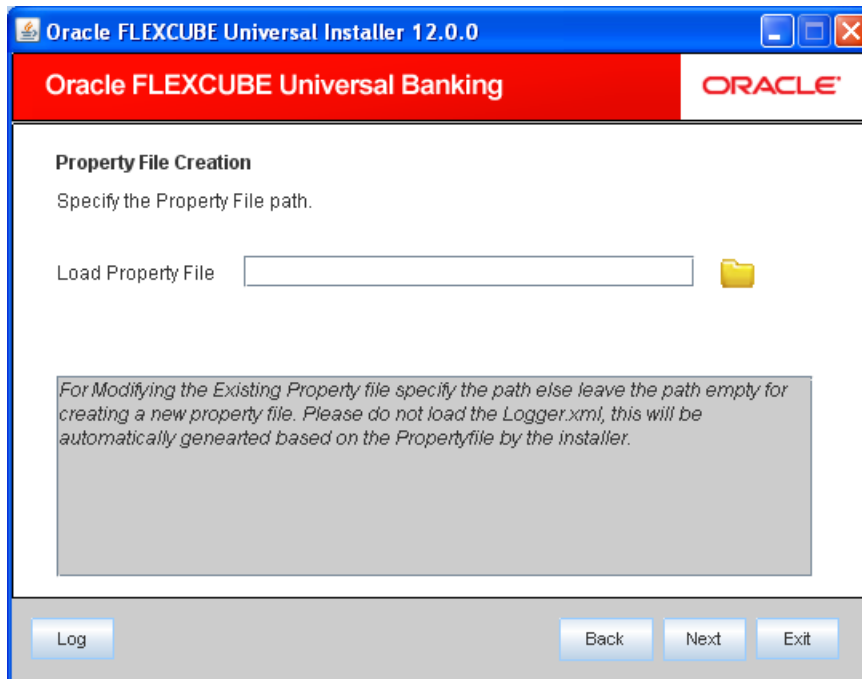 Oracle FLEXCUBE Universal Installer 12.0.0
Oracle FLEXCUBE Universal Banking
ORACLE
Property File Creation
Specify the Property File path.
Load Property File
For Modifying the Existing Property file specify the path else leave the path empty for
creating a new property file. Please do not load the Logger.xml, this will be
automatically genearted based on the Propertyfile by the installer.
Log
Back
Next
Exit